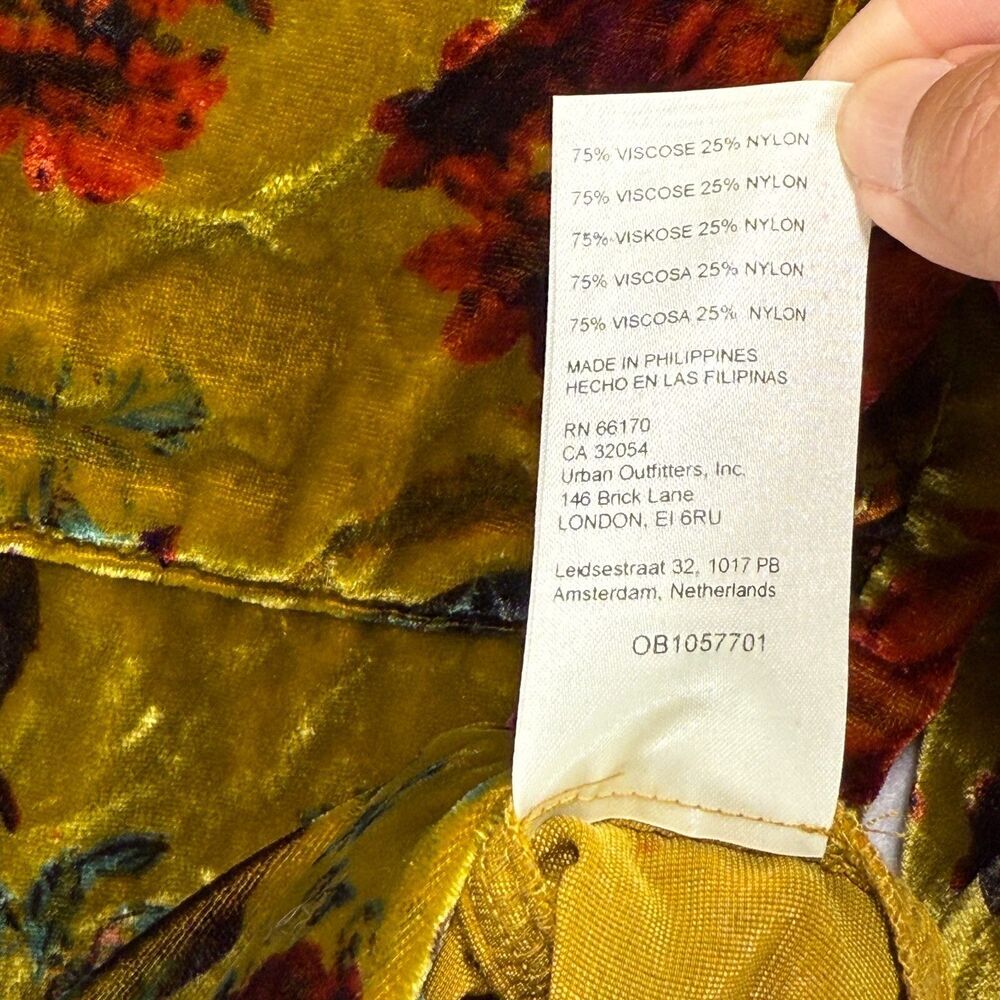 75% VISCOSE 25% NYLON
75% VISCOSE 25% NYLON
75% VISKOSE 25% NYLON
75% VISCOSA 25% NYLON
75% VISCOSA 25% NYLON
MADE IN PHILIPPINES
HECHO EN LAS FILIPINAS
RN 66170
CA 32054
Urban Outfitters, Inc.
146 Brick Lane
LONDON, EI 6RU
Leidsestraat 32, 1017 PB
Amsterdam, Netherlands
OB1057701